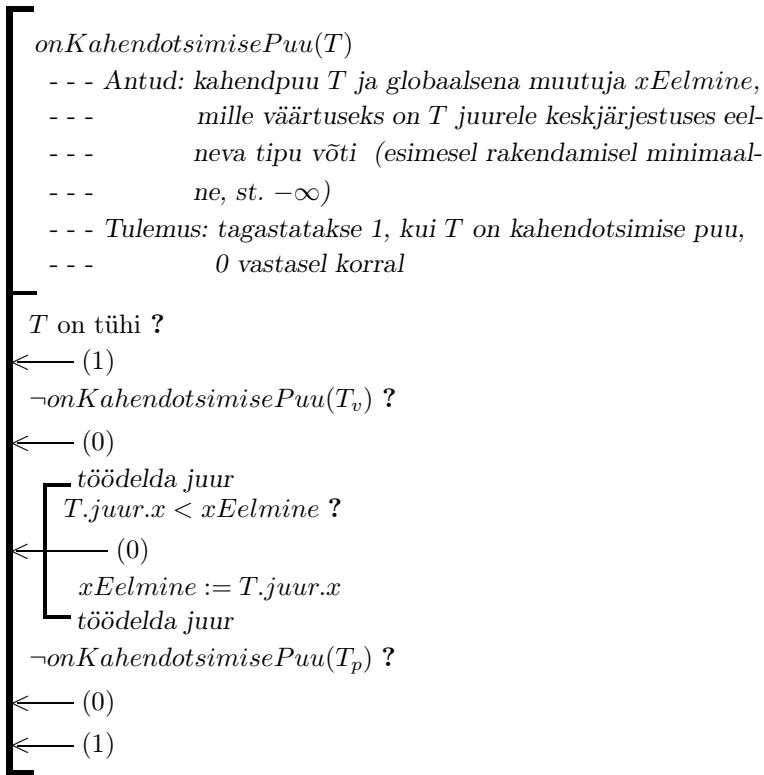 onKahendotsimisePuu(T)
- - - Antud: kahendpuu T ja globaalsena muutuja xEelmine,
- - - mille väärtuseks on T juurele keskjärjestuses eel-
- - - neva tipu võti (esimesel rakendamisel minimaal-
- - - ne, st. −∞)
- - - Tulemus: tagastatakse 1, kui T on kahendotsimise puu,
- - - 0 vastasel korral
T on tühi ?
(1)
¬onKahendotsimisePuu(Tᵥ) ?
(0)
töödelda juur
T.juur.x < xEelmine ?
(0)
xEelmine := T.juur.x
töödelda juur
¬onKahendotsimisePuu(Tₚ) ?
(0)
(1)